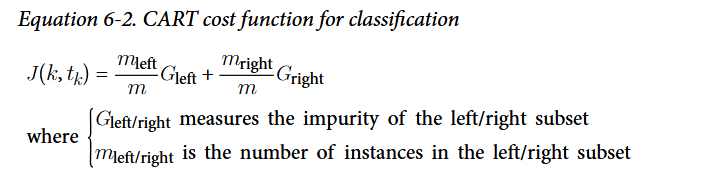 Equation 6-2. CART cost function for classification
J(k, t_k) = m_left/m G_left + m_right/m G_right
where { G_left/right measures the impurity of the left/right subset
m_left/right is the number of instances in the left/right subset